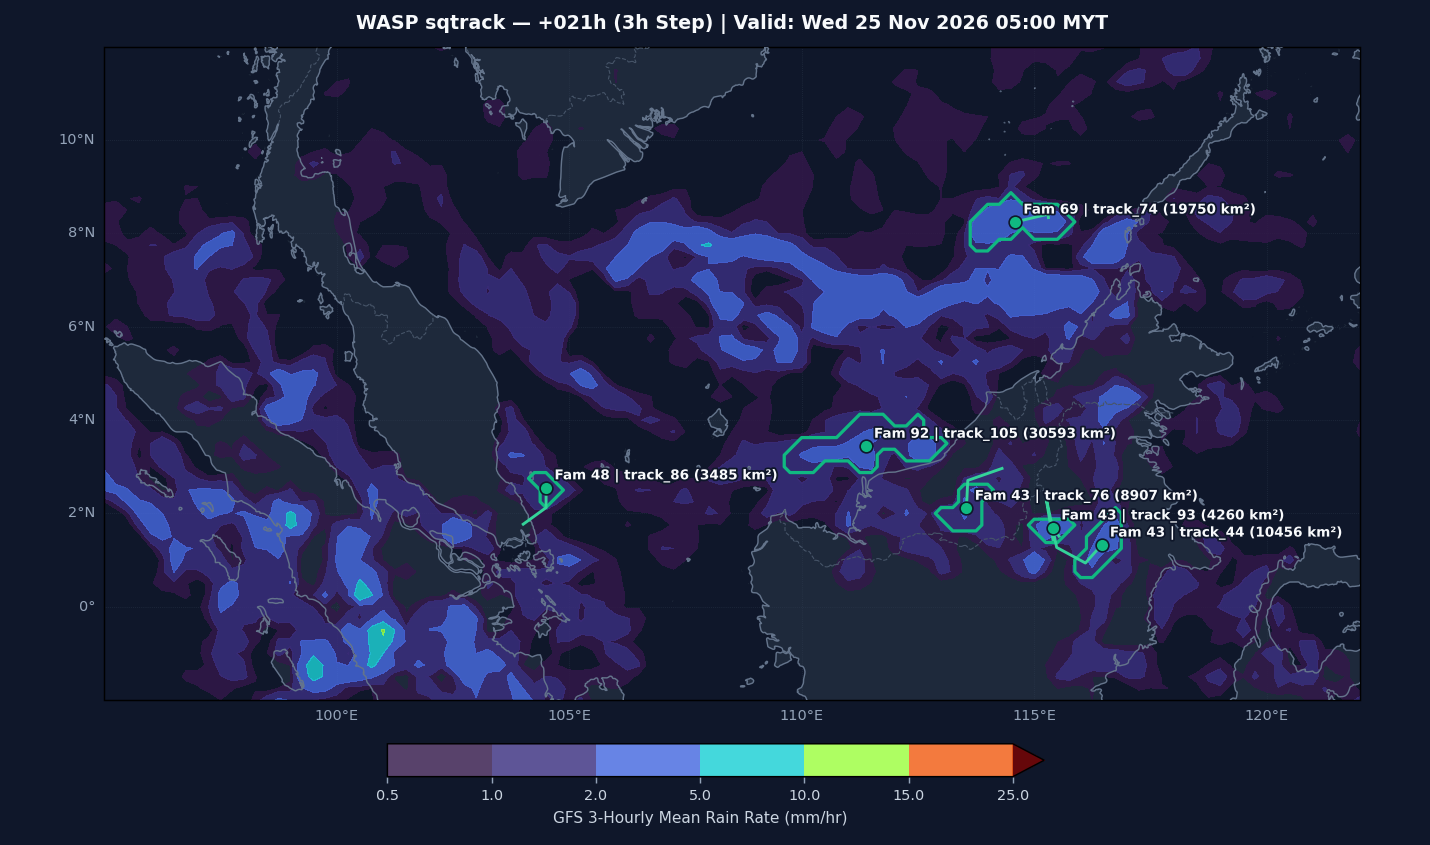 WASP sqtrack — +021h (3h Step) | Valid: Wed 25 Nov 2026 05:00 MYT
10°N
8°N
Fam 69 | track_74 (19750 km²)
6°N
4°N
Fam 92 | track_105 (30593 km²)
Fam 48 | track_86 (3485 km²)
Fam 43 | track_76 (8907 km²)
2°N
Fam 43 | track_93 (4260 km²)
Fam 43 | track_44 (10456 km²)
0°
100°E 105°E 110°E 115°E 120°E
0.5 1.0 2.0 5.0 10.0 15.0 25.0
GFS 3-Hourly Mean Rain Rate (mm/hr)